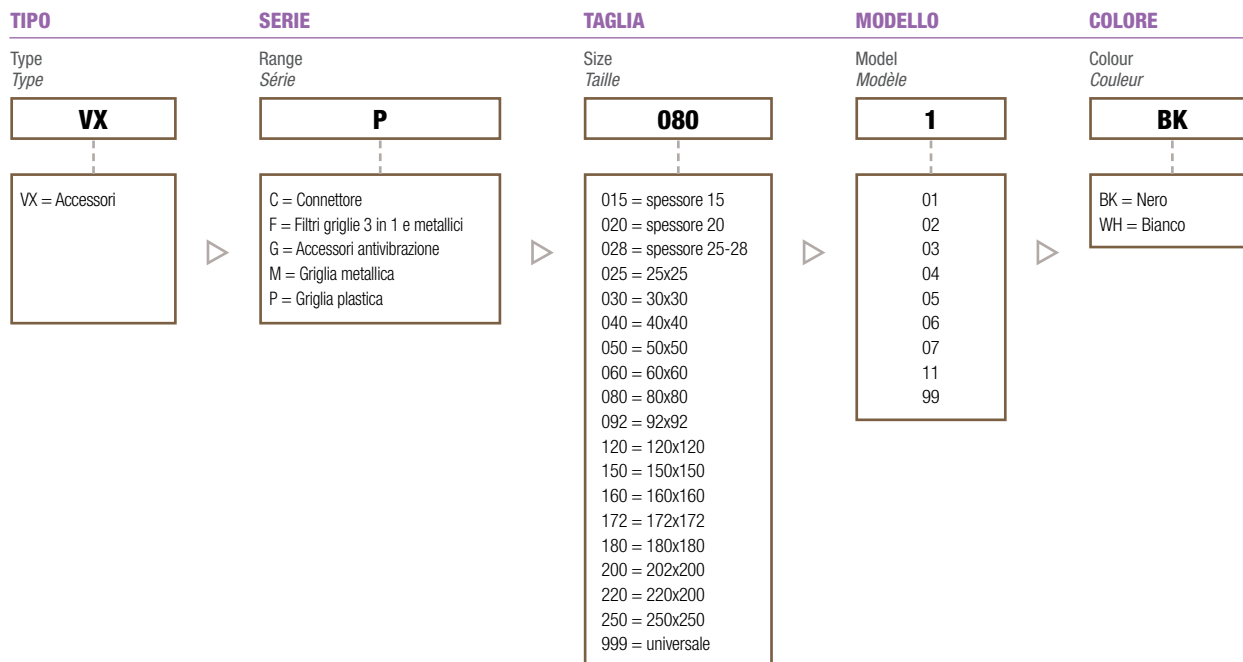 TIPO
Type
Type
VX
VX = Accessori
SERIE
Range
Série
P
C = Connettore
F = Filtri griglie 3 in 1 e metallici
G = Accessori antivibrazione
M = Griglia metallica
P = Griglia plastica
TAGLIA
Size
Taille
080
015 = spessore 15
020 = spessore 20
028 = spessore 25-28
025 = 25x25
030 = 30x30
040 = 40x40
050 = 50x50
060 = 60x60
080 = 80x80
092 = 92x92
120 = 120x120
150 = 150x150
160 = 160x160
172 = 172x172
180 = 180x180
200 = 202x200
220 = 220x200
250 = 250x250
999 = universale
MODELLO
Model
Modèle
1
01
02
03
04
05
06
07
11
99
COLORE
Colour
Couleur
BK
BK = Nero
WH = Bianco